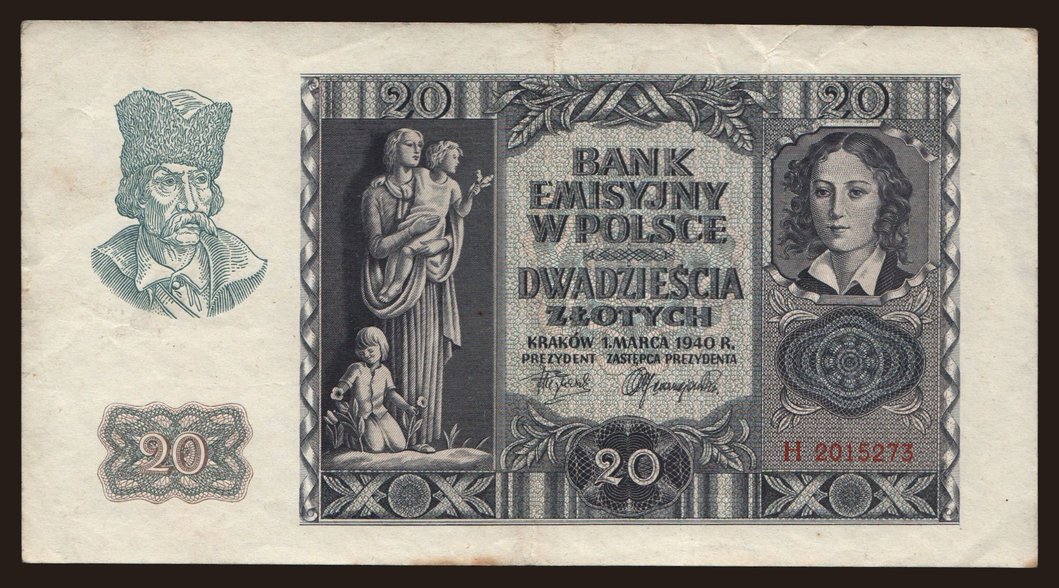 20 20
BANK
EMISYJNY
W POLSCE
DWADZIEŚCIA
ZŁOTYCH
KRAKÓW 1.MARCA 1940 R.
PREZYDENT ZASTĘPCA PREZYDENTA
20
20
H 2015273